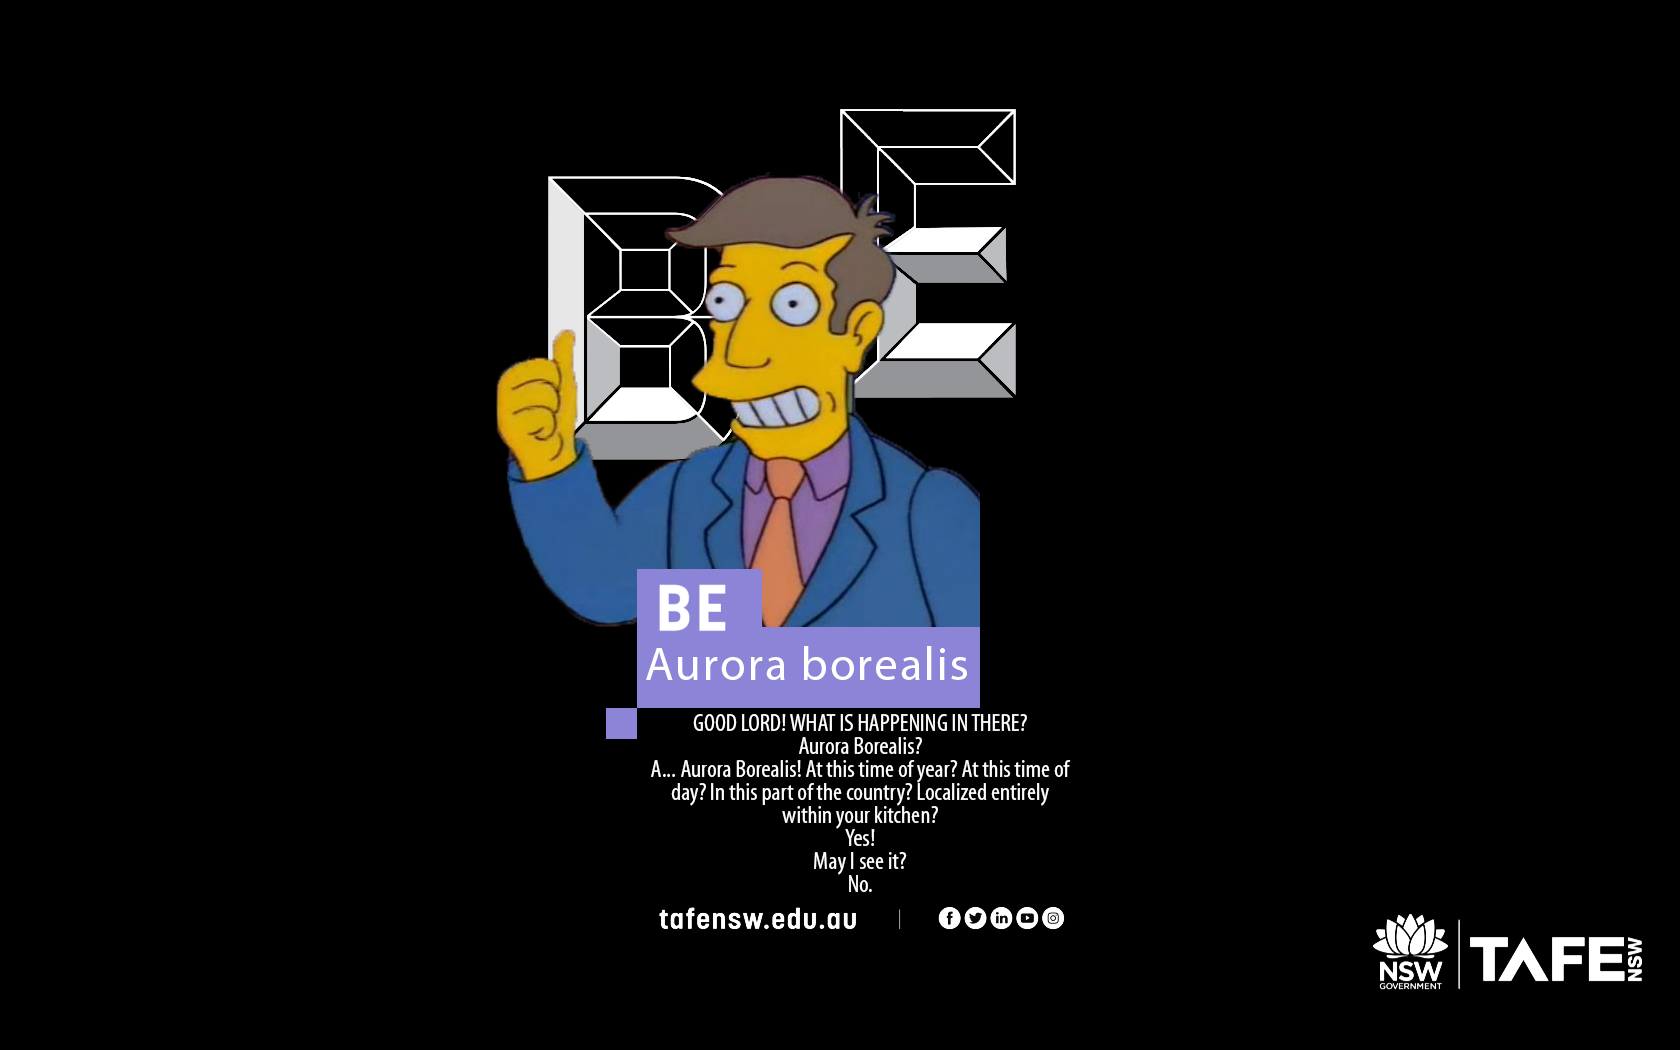 BE
BE
Aurora borealis
GOOD LORD! WHAT IS HAPPENING IN THERE?
Aurora Borealis?
A... Aurora Borealis! At this time of year? At this time of
day? In this part of the country? Localized entirely
within your kitchen?
Yes!
May I see it?
No.
tafensw.edu.au
NSW
GOVERNMENT
TAFE
NSW